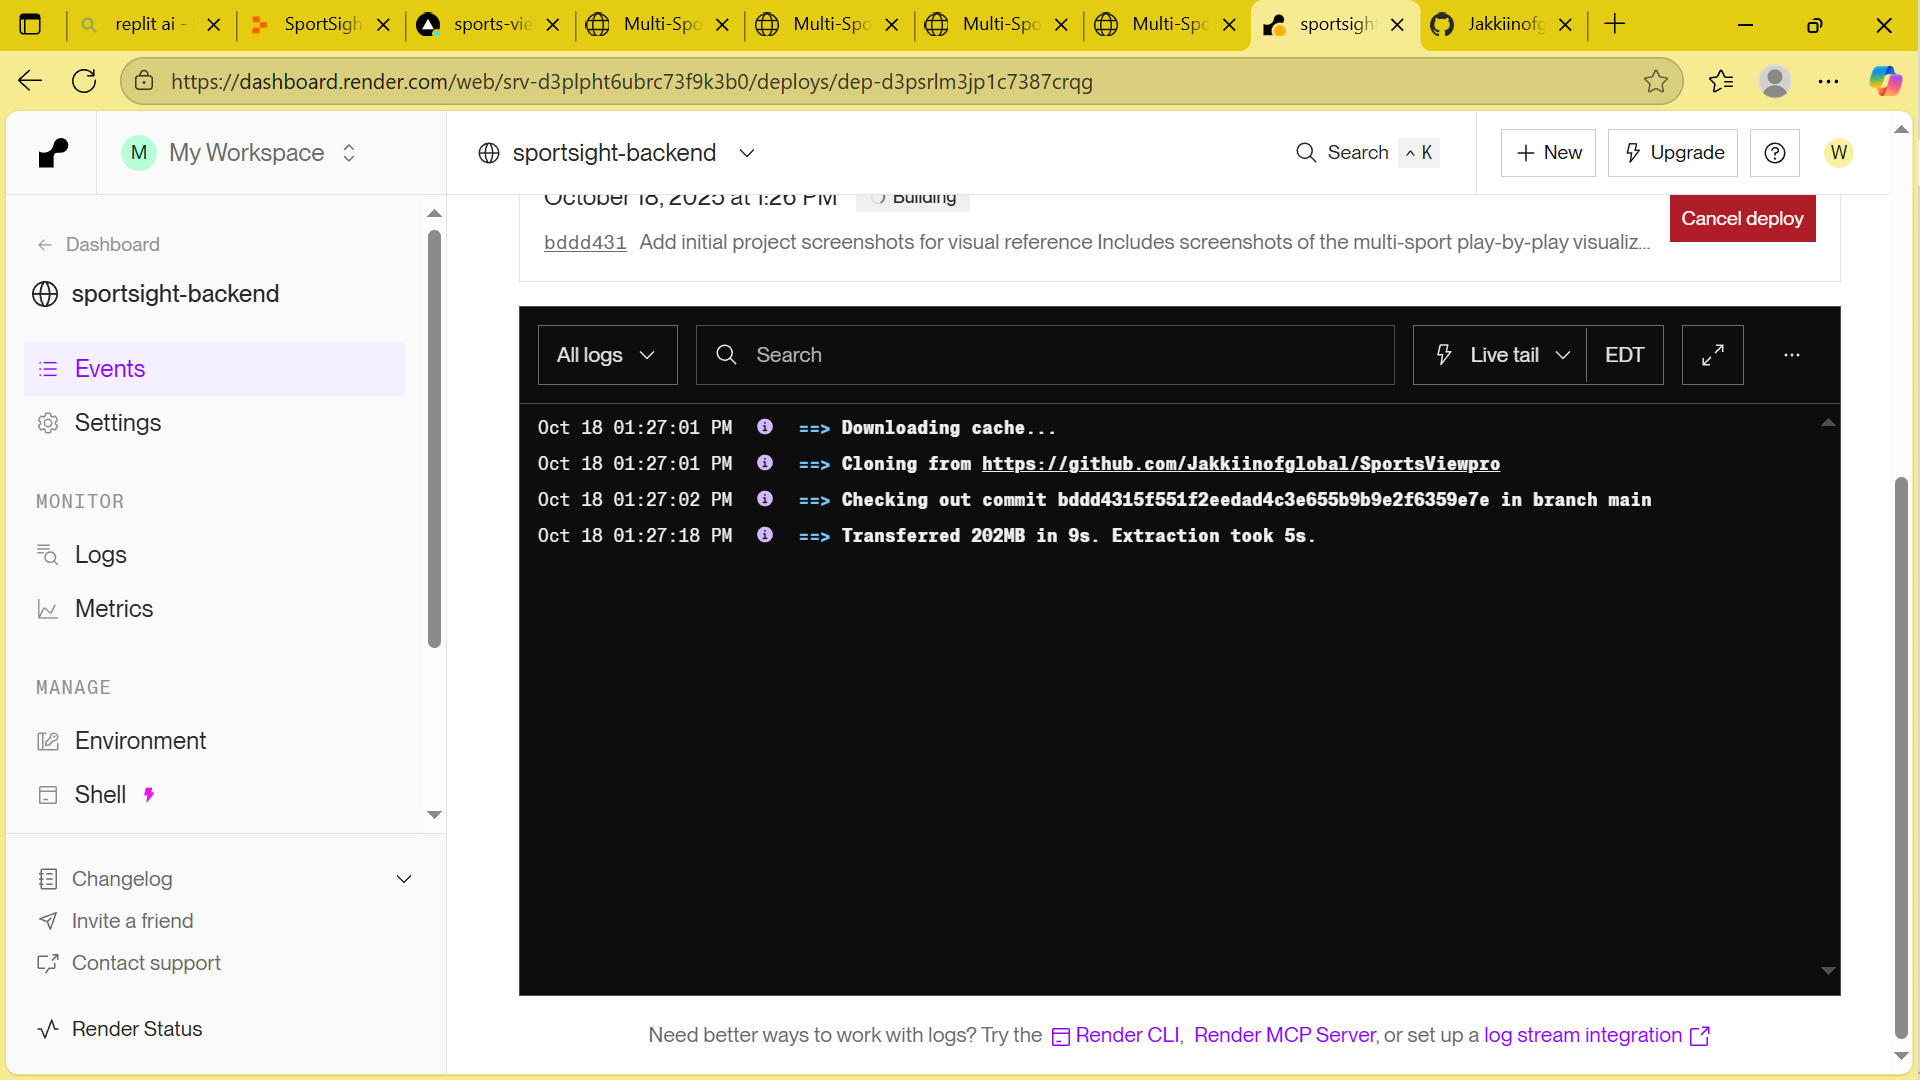 replit ai -
SportSigh
sports-vie
Multi-Spo
Multi-Spo
Multi-Spo
Multi-Spo
sportsight
Jakkiinofg
https://dashboard.render.com/web/srv-d3plpht6ubrc73f9k3b0/deploys/dep-d3psrlm3jp1c7387crqg
M My Workspace
sportsight-backend
Search ^ K
+ New
Upgrade
W
← Dashboard
sportsight-backend
Events
Settings
MONITOR
Logs
Metrics
MANAGE
Environment
Shell
Changelog
Invite a friend
Contact support
Render Status
October 18, 2025 at 1:26 PM Building
Cancel deploy
bddd431 Add initial project screenshots for visual reference Includes screenshots of the multi-sport play-by-play visualiz...
All logs
Search
Live tail
EDT
Oct 18 01:27:01 PM ==> Downloading cache...
Oct 18 01:27:01 PM ==> Cloning from https://github.com/Jakkiinofglobal/SportsViewpro
Oct 18 01:27:02 PM ==> Checking out commit bddd4315f551f2eedad4c3e655b9b9e2f6359e7e in branch main
Oct 18 01:27:18 PM ==> Transferred 202MB in 9s. Extraction took 5s.
Need better ways to work with logs? Try the Render CLI, Render MCP Server, or set up a log stream integration